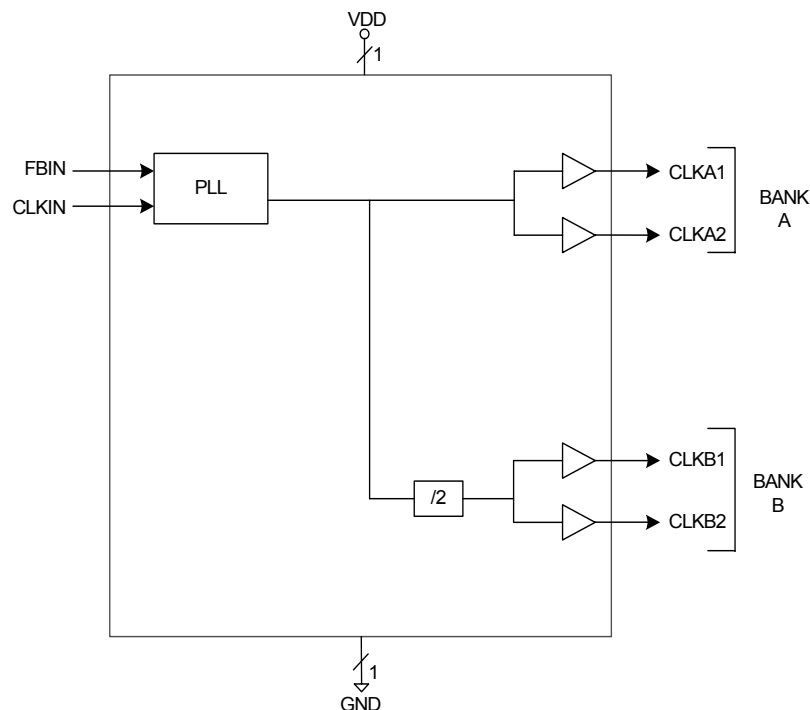 VDD
1
FBIN
CLKIN
PLL
CLKA1
CLKA2
BANK
A
/2
CLKB1
CLKB2
BANK
B
1
GND